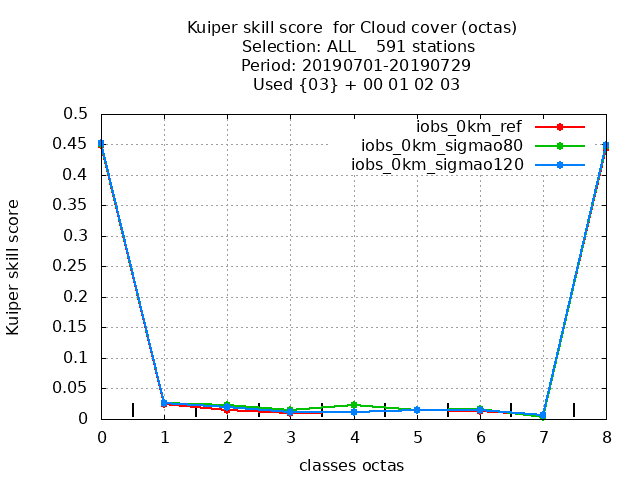 Kuiper skill score  for Cloud cover (octas)
Selection: ALL    591 stations
Period: 20190701-20190729
Used {03} + 00 01 02 03
iobs_0km_ref
iobs_0km_sigmao80
iobs_0km_sigmao120
Kuiper skill score
0.5
0.45
0.4
0.35
0.3
0.25
0.2
0.15
0.1
0.05
0
0 1 2 3 4 5 6 7 8
classes octas